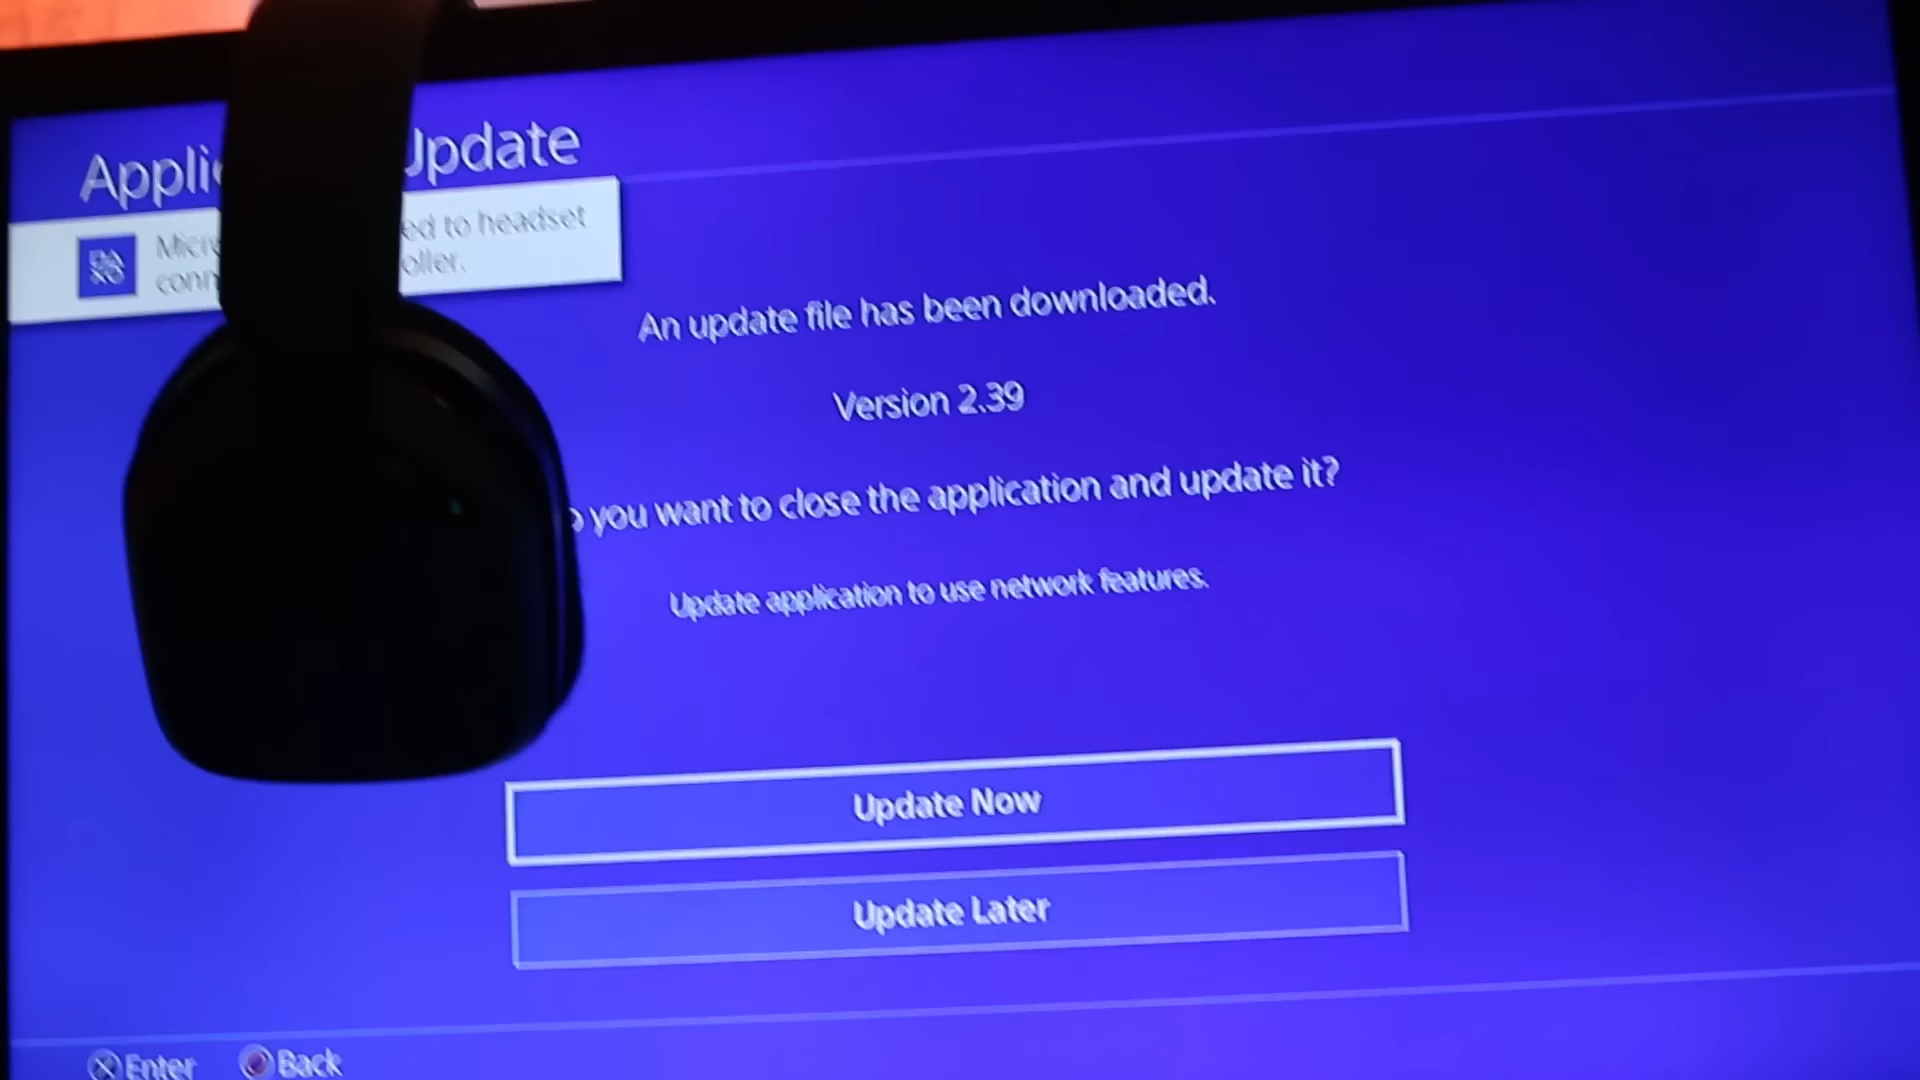 Appli Update
Micr ed to headset
conn oller.
An update file has been downloaded.
Version 2.39
o you want to close the application and update it?
Update application to use network features.
Update Now
Update Later
Enter Back